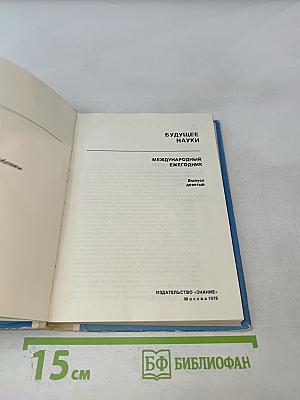 БУДУЩЕЕ
НАУКИ
МЕЖДУНАРОДНЫЙ
ЕЖЕГОДНИК
Выпуск
девятый
ИЗДАТЕЛЬСТВО «ЗНАНИЕ»
Москва 1976
15 см
БФ БИБЛИОФАН